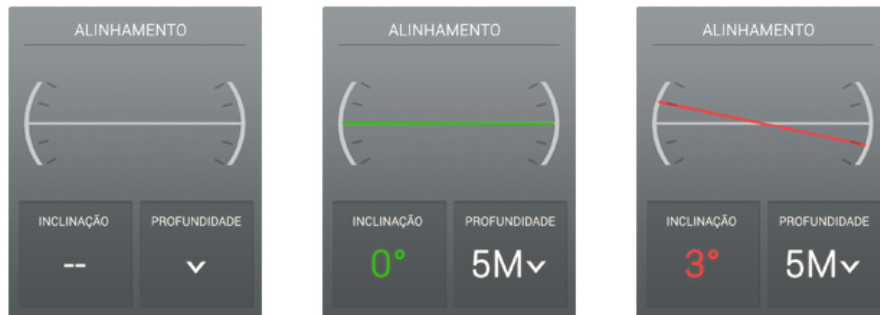 ALINHAMENTO
INCLINAÇÃO
PROFUNDIDADE
--
ALINHAMENTO
INCLINAÇÃO
PROFUNDIDADE
0°
5M
ALINHAMENTO
INCLINAÇÃO
PROFUNDIDADE
3°
5M